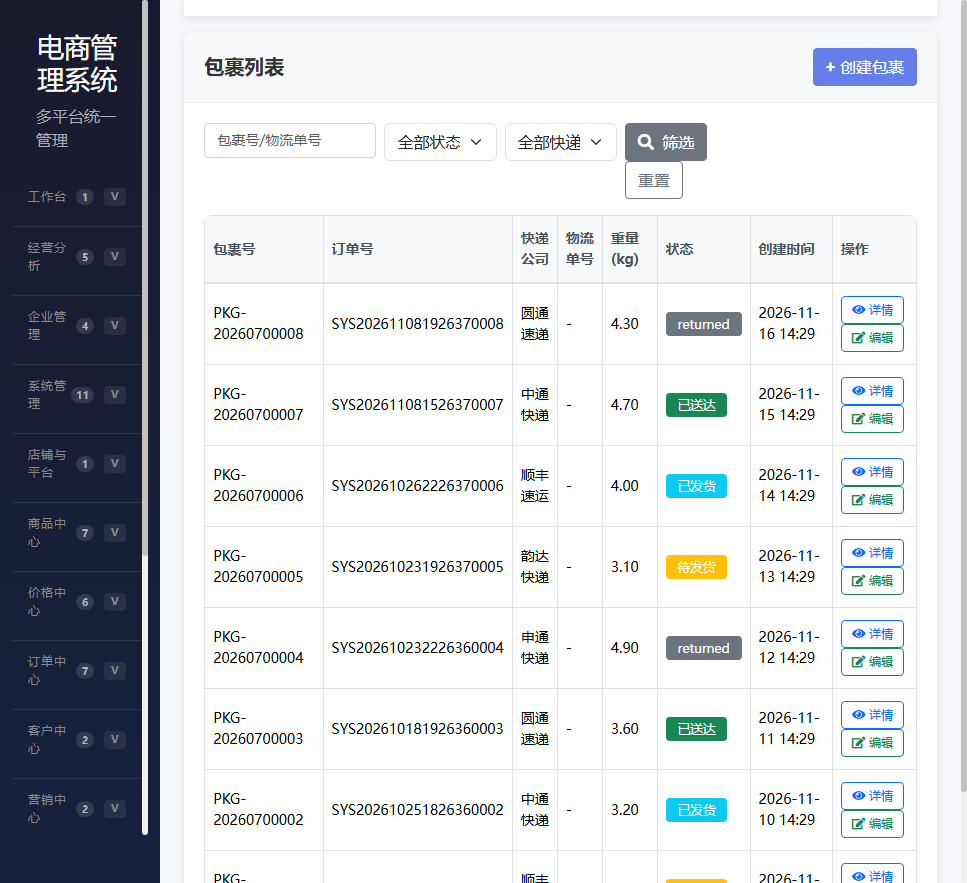 电商管
理系统
多平台统一
管理
工作台 1 V
经营分
析 5 V
企业管
理 4 V
系统管
理 11 V
店铺与
平台 1 V
商品中
心 7 V
价格中
心 6 V
订单中
心 7 V
客户中
心 2 V
营销中
心 2 V
包裹列表
+ 创建包裹
包裹号/物流单号 全部状态 全部快递 筛选
重置
包裹号 订单号 快递公司 物流单号 重量(kg) 状态 创建时间 操作
PKG-20260700008 SYS202611081926370008 圆通速递 - 4.30 returned 2026-11-16 14:29 详情 编辑
PKG-20260700007 SYS202611081526370007 中通快递 - 4.70 已送达 2026-11-15 14:29 详情 编辑
PKG-20260700006 SYS202610262226370006 顺丰速运 - 4.00 已发货 2026-11-14 14:29 详情 编辑
PKG-20260700005 SYS202610231926370005 韵达快递 - 3.10 待发货 2026-11-13 14:29 详情 编辑
PKG-20260700004 SYS202610232226360004 申通快递 - 4.90 returned 2026-11-12 14:29 详情 编辑
PKG-20260700003 SYS202610181926360003 圆通速递 - 3.60 已送达 2026-11-11 14:29 详情 编辑
PKG-20260700002 SYS202610251826360002 中通快递 - 3.20 已发货 2026-11-10 14:29 详情 编辑
PKG- 顺丰 2026-11- 详情